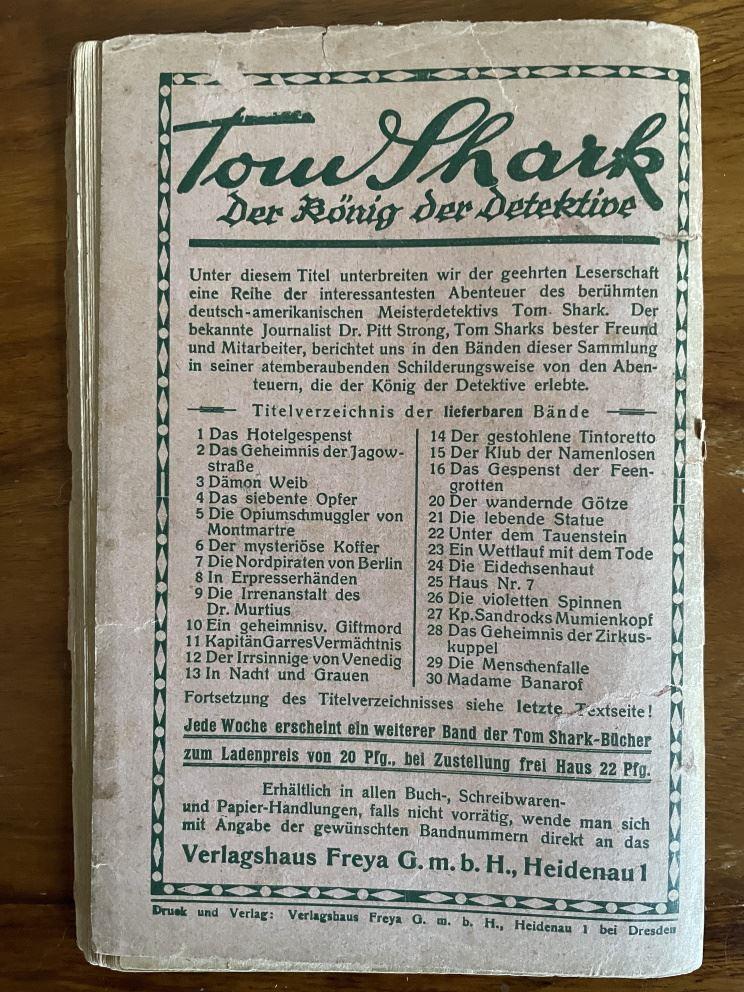 Tom Shark
Der König der Detektive
Unter diesem Titel unterbreiten wir der geehrten Leserschaft
eine Reihe der interessantesten Abenteuer des berühmten
deutsch-amerikanischen Meisterdetektivs Tom Shark. Der
bekannte Journalist Dr. Pitt Strong, Tom Sharks bester Freund
und Mitarbeiter, berichtet uns in den Bänden dieser Sammlung
in seiner atemberaubenden Schilderungsweise von den Aben-
teuern, die der König der Detektive erlebte.
Titelverzeichnis der lieferbaren Bände
1 Das Hotelgespenst
2 Das Geheimnis der Jagow-
straße
3 Dämon Weib
4 Das siebente Opfer
5 Die Opiumschmuggler von
Montmartre
6 Der mysteriöse Koffer
7 Die Nordpiraten von Berlin
8 In Erpresserhänden
9 Die Irrenanstalt des
Dr. Murtius
10 Ein geheimnisv. Giftmord
11 Kapitän Garres Vermächtnis
12 Der Irrsinnige von Venedig
13 In Nacht und Grauen
14 Der gestohlene Tintoretto
15 Der Klub der Namenlosen
16 Das Gespenst der Feen-
grotten
20 Der wandernde Götze
21 Die lebende Statue
22 Unter dem Tauenstein
23 Ein Wettlauf mit dem Tode
24 Die Eidechsenhaut
25 Haus Nr. 7
26 Die violetten Spinnen
27 Kp. Sandrocks Mumienkopf
28 Das Geheimnis der Zirkus-
kuppel
29 Die Menschenfalle
30 Madame Banarof
Fortsetzung des Titelverzeichnisses siehe letzte Textseite!
Jede Woche erscheint ein weiterer Band der Tom Shark-Bücher
zum Ladenpreis von 20 Pfg., bei Zustellung frei Haus 22 Pfg.
Erhältlich in allen Buch-, Schreibwaren-
und Papier-Handlungen, falls nicht vorrätig, wende man sich
mit Angabe der gewünschten Bandnummern direkt an das
Verlagshaus Freya G. m. b. H., Heidenau 1
Druck und Verlag: Verlagshaus Freya G. m. b. H., Heidenau 1 bei Dresden